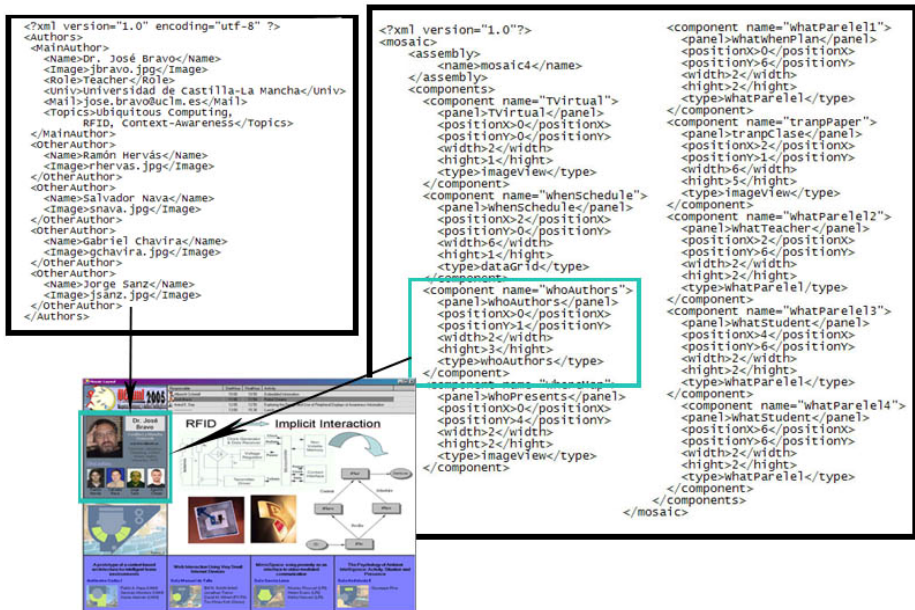 <?xml version="1.0" encoding="utf-8" ?>
<Authors>
<MainAuthor>
<Name>Dr. José Bravo</Name>
<Image>jbravo.jpg</Image>
<Role>Teacher</Role>
<Univ>Universidad de Castilla-La Mancha</Univ>
<Mail>jose.bravo@uclm.es</Mail>
<Topics>Ubiquitous Computing,
RFID, Context-Awareness</Topics>
</MainAuthor>
<OtherAuthor>
<Name>Ramón Hervás</Name>
<Image>rhervas.jpg</Image>
</OtherAuthor>
<OtherAuthor>
<Name>Salvador Nava</Name>
<Image>snava.jpg</Image>
</OtherAuthor>
<OtherAuthor>
<Name>Gabriel Chavira</Name>
<Image>gchavira.jpg</Image>
</OtherAuthor>
<OtherAuthor>
<Name>Jorge Sanz</Name>
<Image>jsanz.jpg</Image>
</OtherAuthor>
</Authors>
<?xml version="1.0"?>
<mosaic>
<assembly>
<name>mosaic4</name>
</assembly>
<components>
<component name="TVirtual">
<panel>TVirtual</panel>
<positionX>0</positionX>
<positionY>0</positionY>
<width>2</width>
<hight>1</hight>
<type>imageView</type>
</component>
<component name="WhenSchedule">
<panel>WhenSchedule</panel>
<positionX>2</positionX>
<positionY>0</positionY>
<width>6</width>
<hight>1</hight>
<type>dataGrid</type>
</component>
<component name="WhoAuthors">
<panel>WhoAuthors</panel>
<positionX>0</positionX>
<positionY>1</positionY>
<width>2</width>
<hight>3</hight>
<type>whoAuthors</type>
</component>
<component name="WhereMap">
<panel>WhoPresents</panel>
<positionX>0</positionX>
<positionY>4</positionY>
<width>2</width>
<hight>2</hight>
<type>imageView</type>
</component>
<component name="WhatParelel1">
<panel>WhatWhenPlan</panel>
<positionX>0</positionX>
<positionY>6</positionY>
<width>2</width>
<hight>2</hight>
<type>WhatParelel</type>
</component>
<component name="tranpPaper">
<panel>tranpClase</panel>
<positionX>2</positionX>
<positionY>1</positionY>
<width>6</width>
<hight>5</hight>
<type>imageView</type>
</component>
<component name="WhatParelel2">
<panel>WhatTeacher</panel>
<positionX>2</positionX>
<positionY>6</positionY>
<width>2</width>
<hight>2</hight>
<type>WhatParelel/type>
</component>
<component name="WhatParelel3">
<panel>WhatStudent</panel>
<positionX>4</positionX>
<positionY>6</positionY>
<width>2</width>
<hight>2</hight>
<type>WhatParelel</type>
</component>
<component name="WhatParelel4">
<panel>WhatStudent</panel>
<positionX>6</positionX>
<positionY>6</positionY>
<width>2</width>
<hight>2</hight>
<type>WhatParelel</type>
</component>
</components>
</mosaic>
2005
Dr. José
Bravo
RFID Implicit Interaction